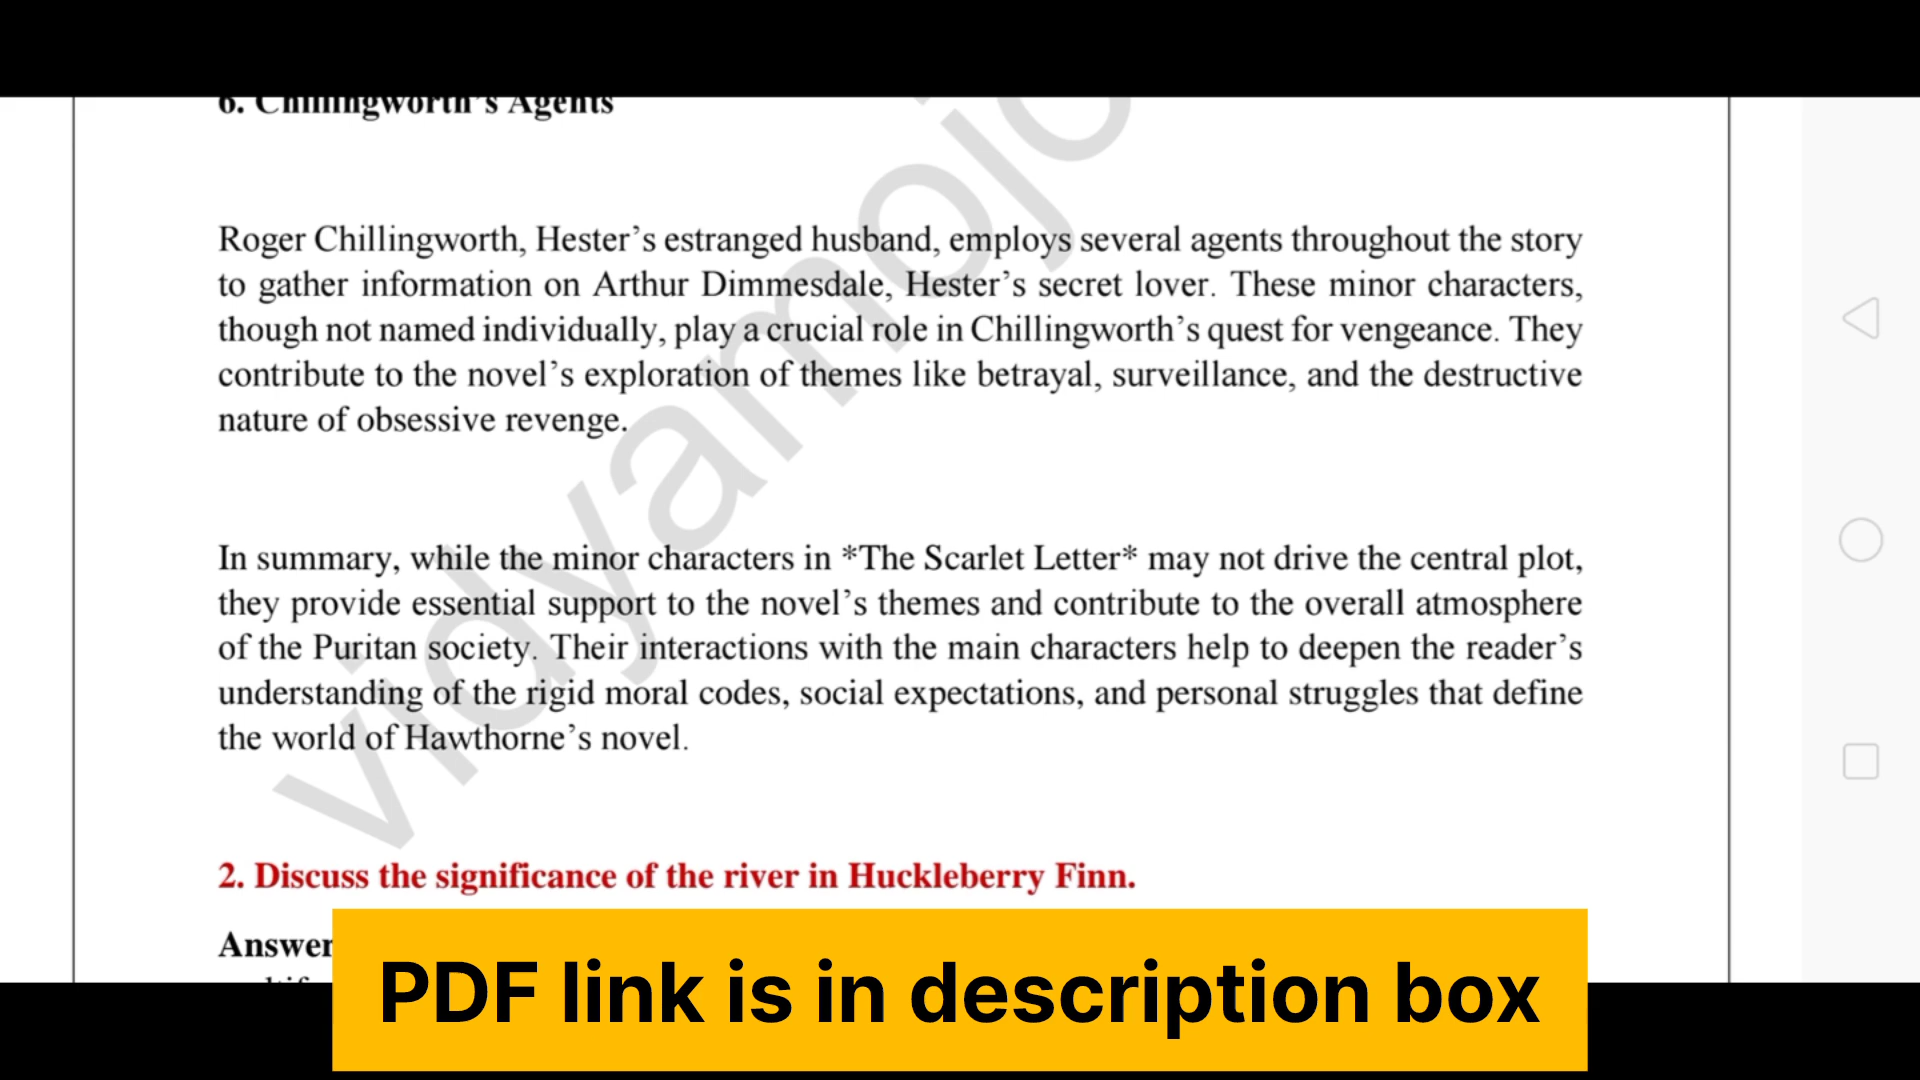 6. Chillingworth's Agents
Roger Chillingworth, Hester's estranged husband, employs several agents throughout the story
to gather information on Arthur Dimmesdale, Hester's secret lover. These minor characters,
though not named individually, play a crucial role in Chillingworth's quest for vengeance. They
contribute to the novel's exploration of themes like betrayal, surveillance, and the destructive
nature of obsessive revenge.
In summary, while the minor characters in *The Scarlet Letter* may not drive the central plot,
they provide essential support to the novel's themes and contribute to the overall atmosphere
of the Puritan society. Their interactions with the main characters help to deepen the reader's
understanding of the rigid moral codes, social expectations, and personal struggles that define
the world of Hawthorne's novel.
2. Discuss the significance of the river in Huckleberry Finn.
Answer
PDF link is in description box
vidyamojo